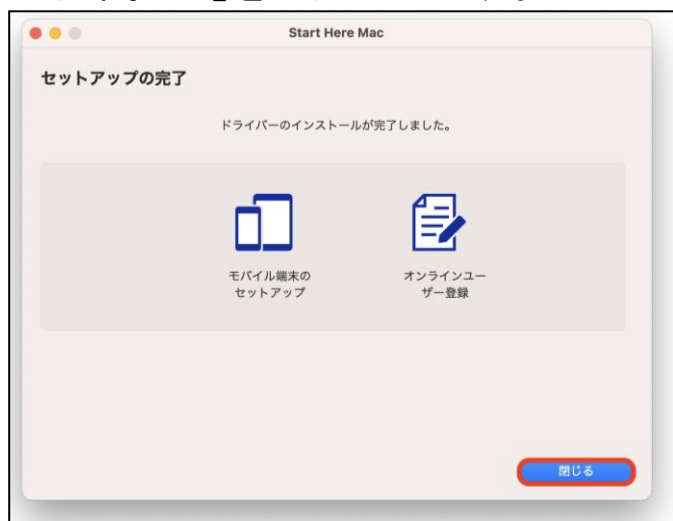 Start Here Mac
セットアップの完了
ドライバーのインストールが完了しました。
モバイル端末の
セットアップ
オンラインユー
ザー登録
閉じる